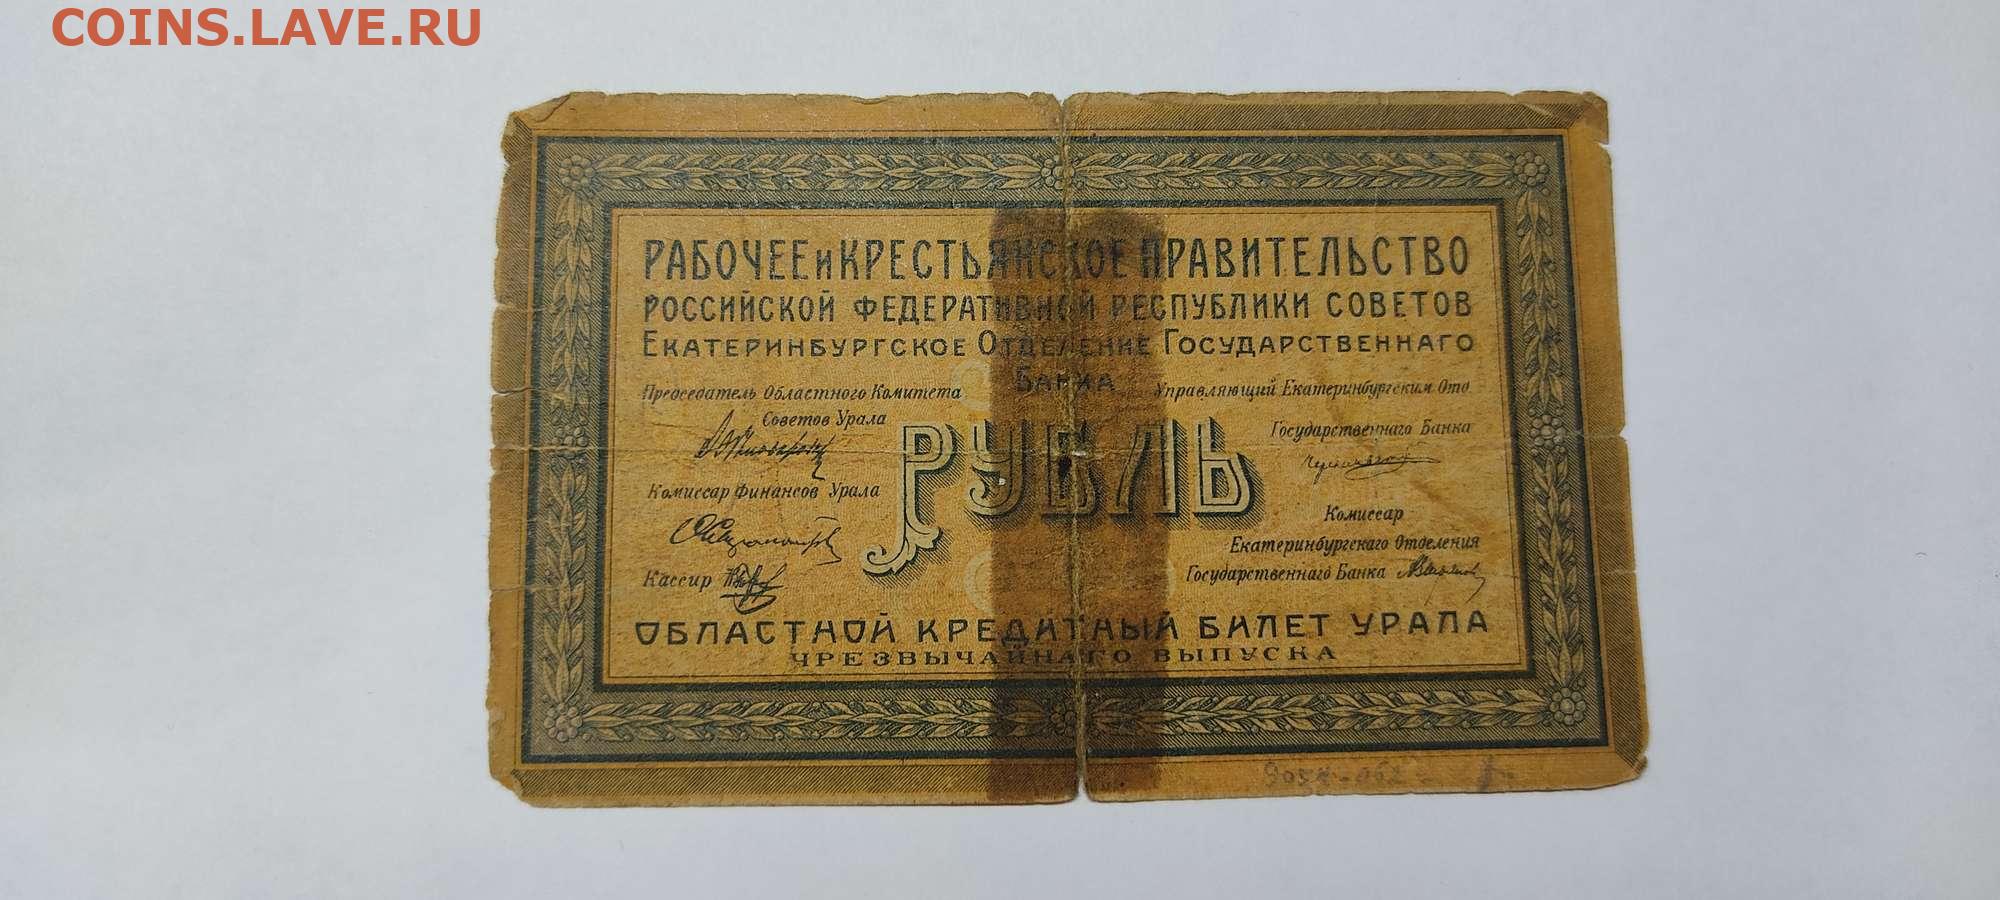 COINS.LAVE.RU
РАБОЧЕЕ и КРЕСТЬЯНСКОЕ ПРАВИТЕЛЬСТВО
РОССИЙСКОЙ ФЕДЕРАТИВНОЙ РЕСПУБЛИКИ СОВЕТОВ
ЕКАТЕРИНБУРГСКОЕ ОТДЕЛЕНИЕ ГОСУДАРСТВЕННАГО
БАНКА
Председатель Областного Комитета
Советов Урала
Комиссар Финансов Урала
Кассир
РУБЛЬ
Управляющий Екатеринбургским Отд.
Государственнаго Банка
Комиссар
Екатеринбургскаго Отделения
Государственнаго Банка
ОБЛАСТНОЙ КРЕДИТНЫЙ БИЛЕТ УРАЛА
ЧРЕЗВЫЧАЙНАГО ВЫПУСКА